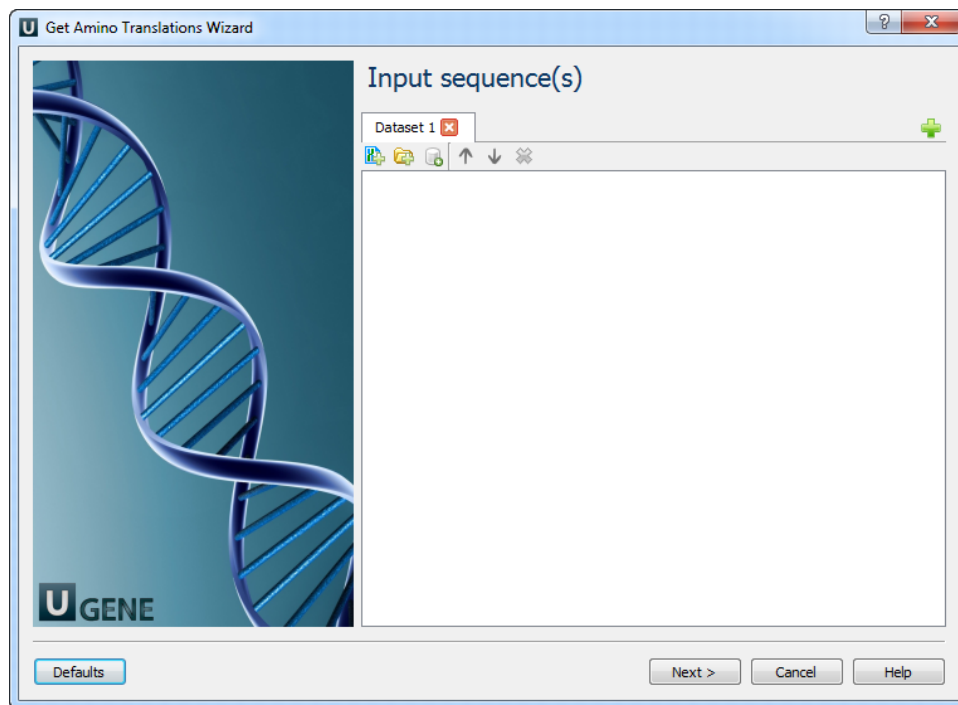 U Get Amino Translations Wizard
Input sequence(s)
Dataset 1
U GENE
Defaults
Next >
Cancel
Help